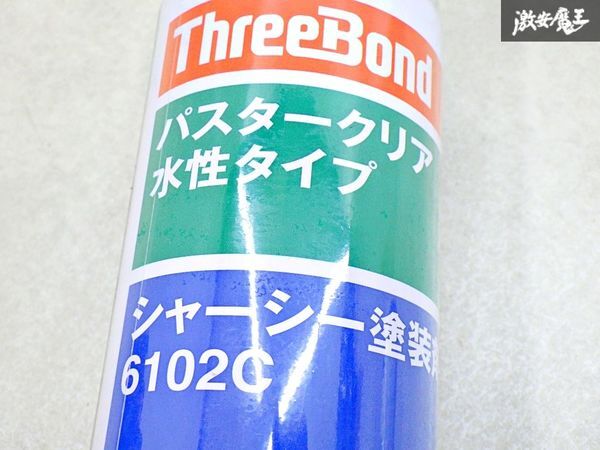 激安魔王
ThreeBond
パスタークリア
水性タイプ
シャーシー塗装
6102C